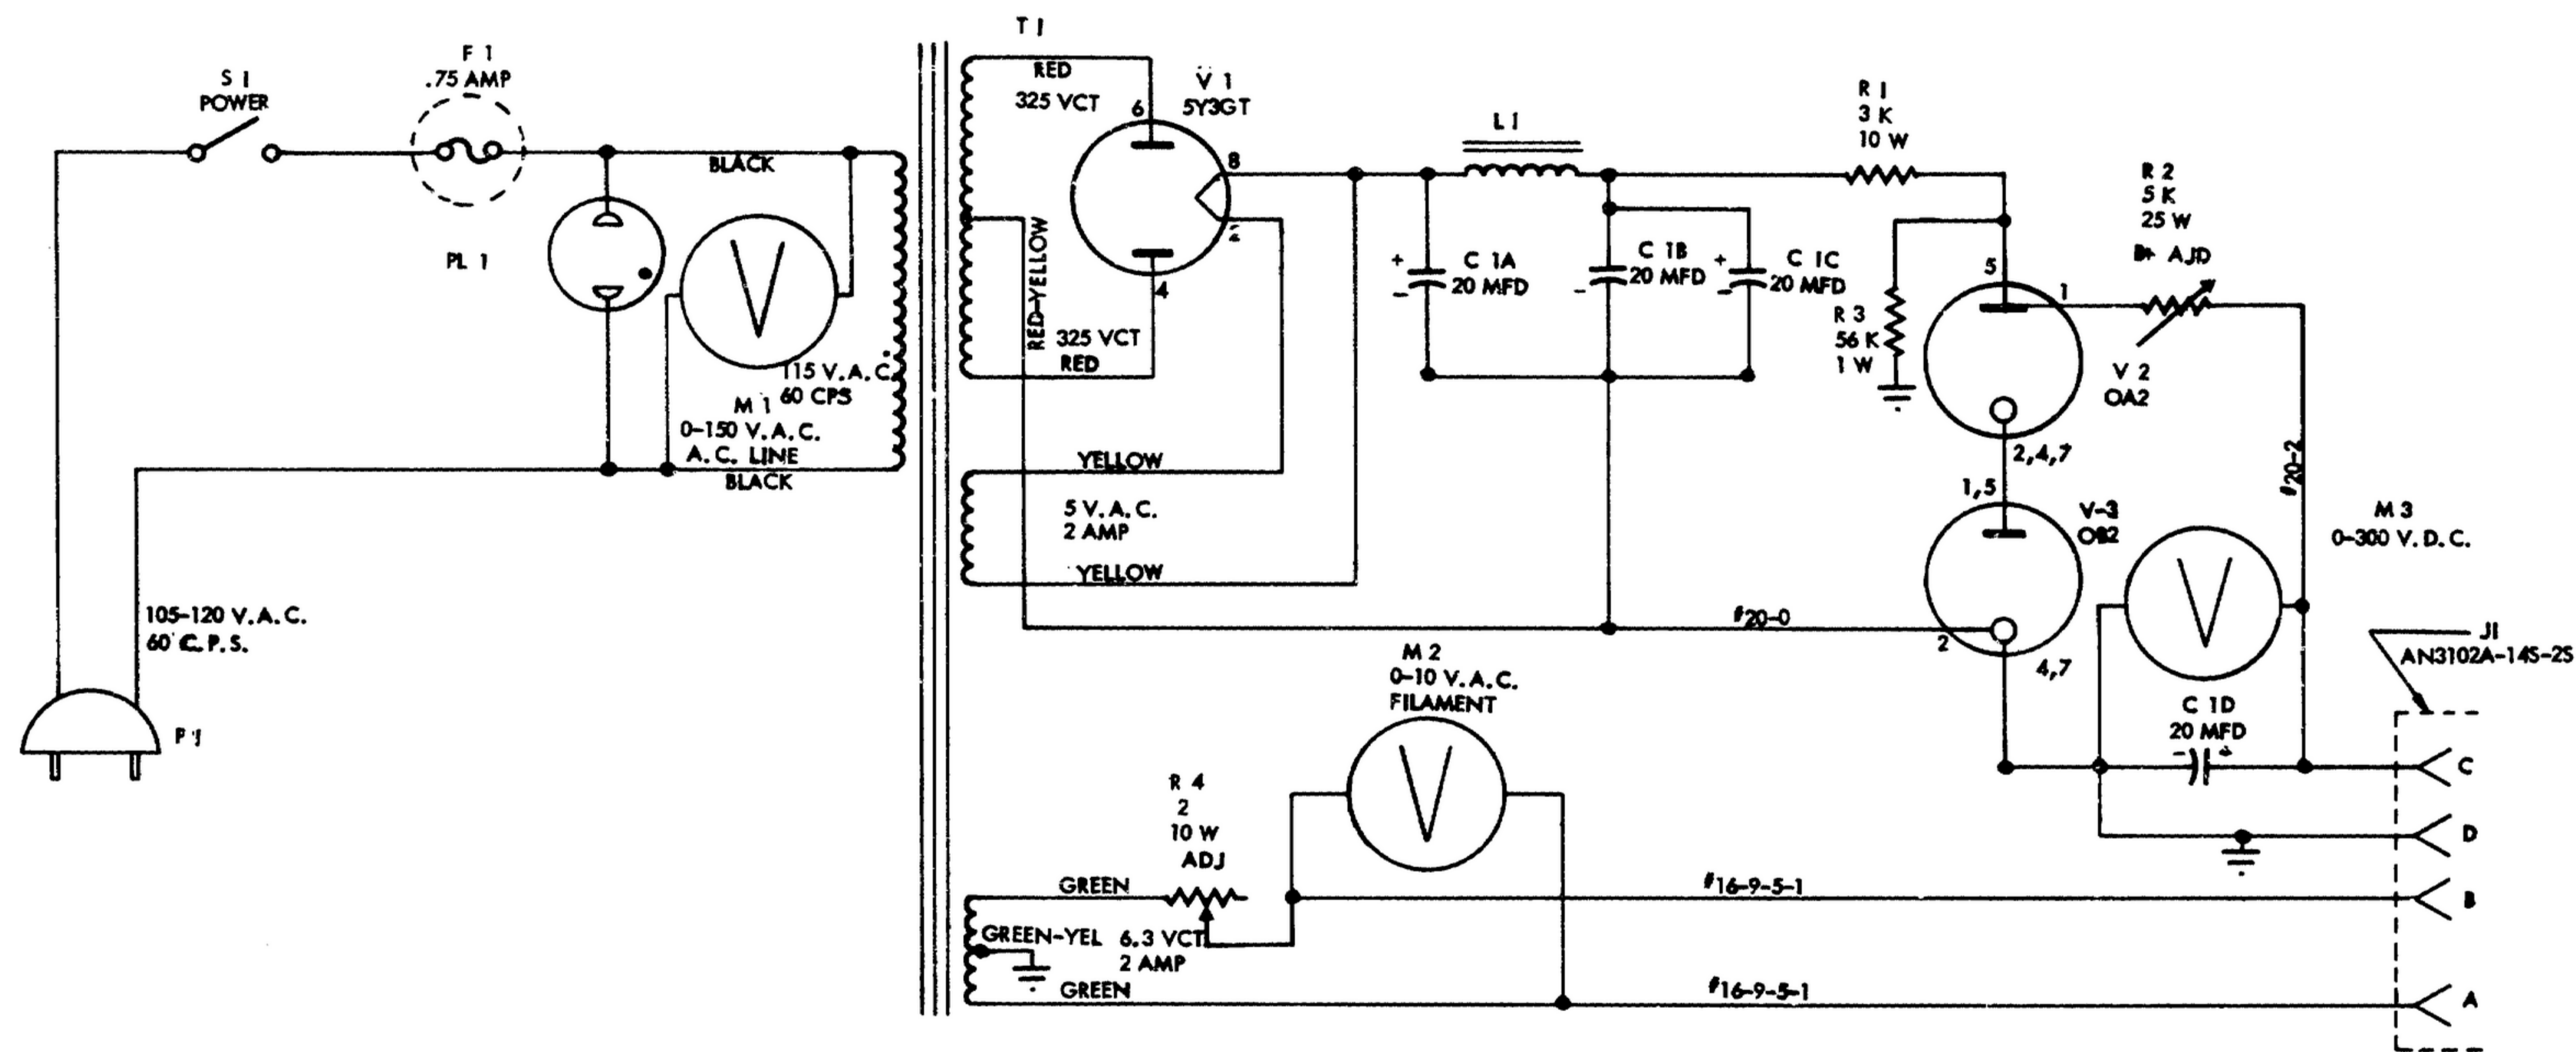 T 1
F 1
.75 AMP
S 1
POWER
RED
325 VCT
V 1
5Y3GT
6
8
2
4
BLACK
PL 1
RED-YELLOW
325 VCT
RED
115 V.A.C.
60 CPS
M 1
0-150 V.A.C.
A.C. LINE
BLACK
105-120 V.A.C.
60 C.P.S.
P 1
YELLOW
5 V.A.C.
2 AMP
YELLOW
L 1
+
C 1A
20 MFD
-
C 1B
20 MFD
-
+
C 1C
20 MFD
-
R 1
3 K
10 W
R 2
5 K
25 W
B+ AJD
5
1
R 3
56 K
1 W
V 2
OA2
2,4,7
1,5
V-3
OB2
#20-2
M 3
0-300 V.D.C.
#20-0
2
4,7
J1
AN3102A-14S-2S
C 1D
20 MFD
- +
M 2
0-10 V.A.C.
FILAMENT
R 4
2
10 W
ADJ
GREEN
GREEN-YEL
6.3 VCT
2 AMP
GREEN
#16-9-5-1
#16-9-5-1
C
D
B
A